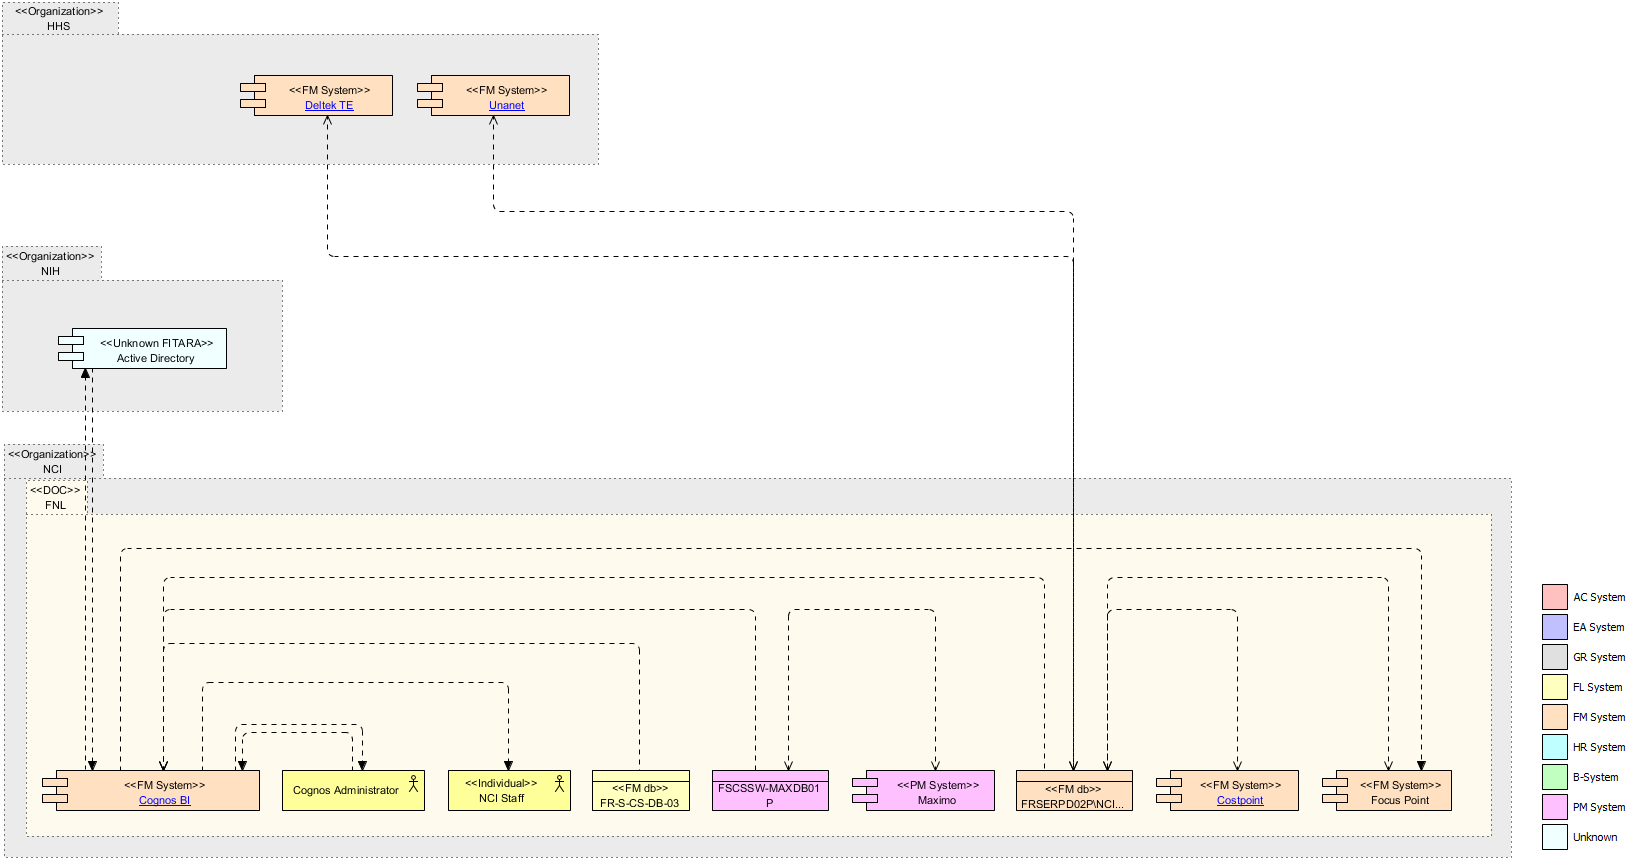 <<Organization>>
HHS
<<FM System>>
Deltek TE
<<FM System>>
Unanet
<<Organization>>
NIH
<<Unknown FITARA>>
Active Directory
<<Organization>>
NCI
<<DOC>>
FNL
<<FM System>>
Cognos BI
Cognos Administrator
<<Individual>>
NCI Staff
<<FM db>>
FR-S-CS-DB-03
FSCSSW-MAXDB01
P
<<PM System>>
Maximo
<<FM db>>
FRSERPD02P\NCI...
<<FM System>>
Costpoint
<<FM System>>
Focus Point
AC System
EA System
GR System
FL System
FM System
HR System
B-System
PM System
Unknown